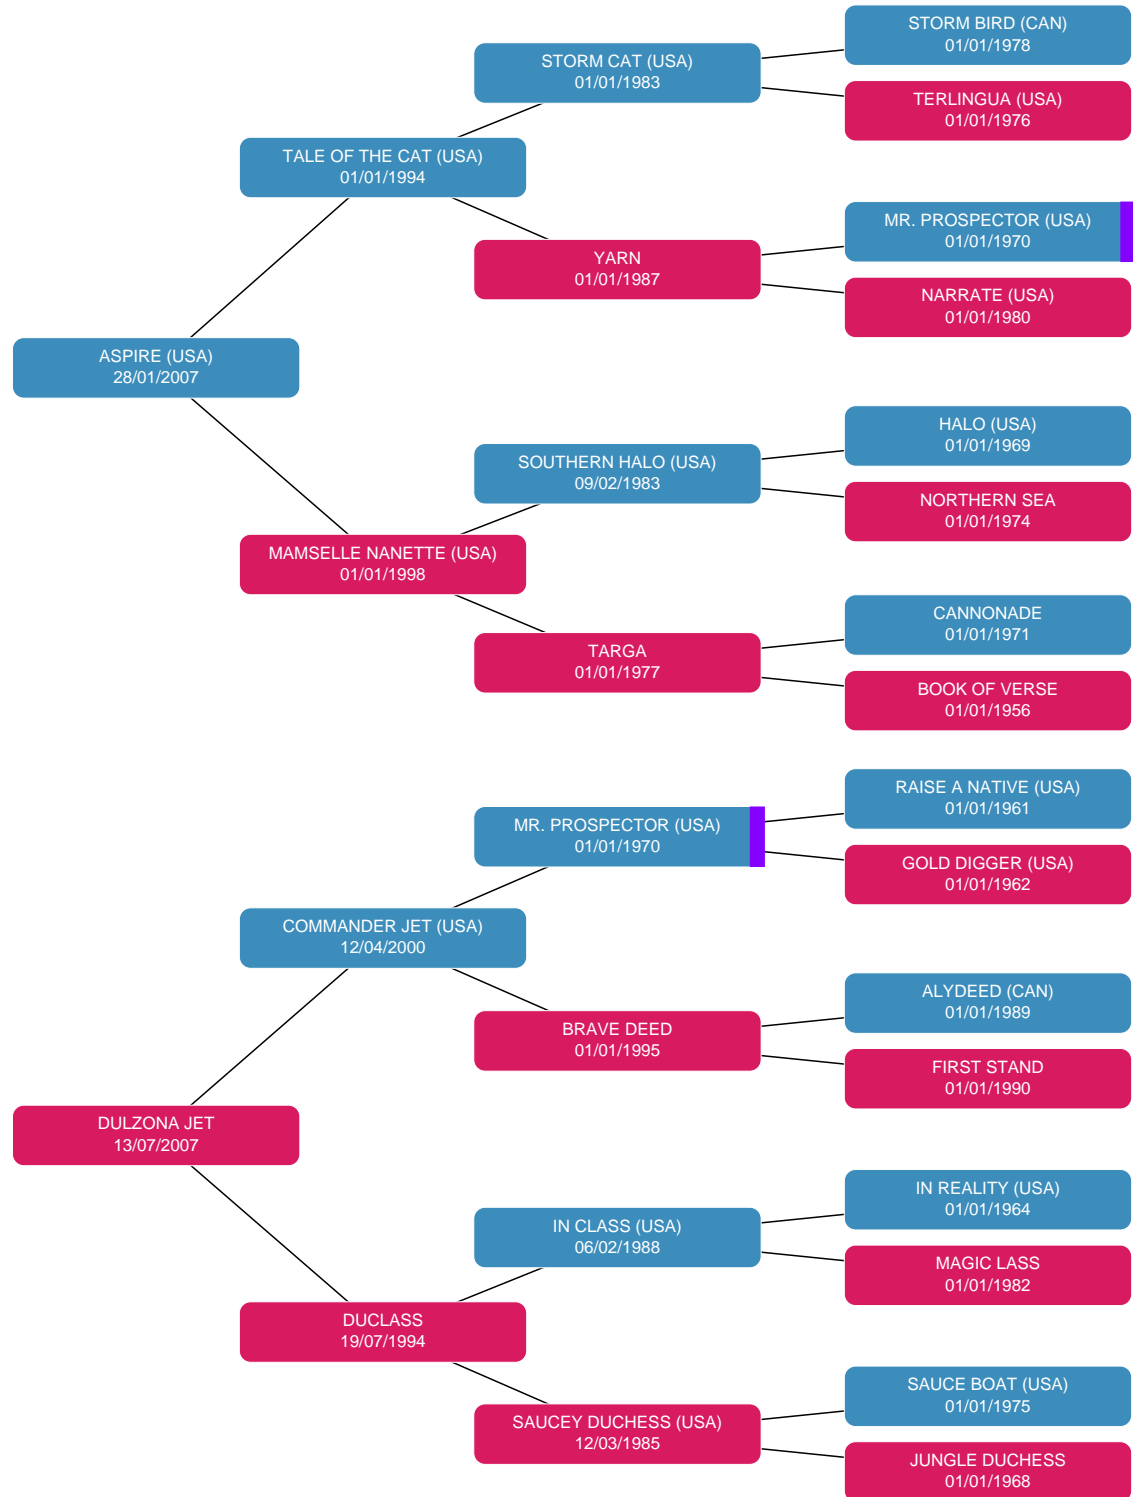 STORM BIRD (CAN)
01/01/1978
STORM CAT (USA)
01/01/1983
TERLINGUA (USA)
01/01/1976
TALE OF THE CAT (USA)
01/01/1994
MR. PROSPECTOR (USA)
01/01/1970
YARN
01/01/1987
NARRATE (USA)
01/01/1980
ASPIRE (USA)
28/01/2007
HALO (USA)
01/01/1969
SOUTHERN HALO (USA)
09/02/1983
NORTHERN SEA
01/01/1974
MAMSELLE NANETTE (USA)
01/01/1998
CANNONADE
01/01/1971
TARGA
01/01/1977
BOOK OF VERSE
01/01/1956
RAISE A NATIVE (USA)
01/01/1961
MR. PROSPECTOR (USA)
01/01/1970
GOLD DIGGER (USA)
01/01/1962
COMMANDER JET (USA)
12/04/2000
ALYDEED (CAN)
01/01/1989
BRAVE DEED
01/01/1995
FIRST STAND
01/01/1990
DULZONA JET
13/07/2007
IN REALITY (USA)
01/01/1964
IN CLASS (USA)
06/02/1988
MAGIC LASS
01/01/1982
DUCLASS
19/07/1994
SAUCE BOAT (USA)
01/01/1975
SAUCEY DUCHESS (USA)
12/03/1985
JUNGLE DUCHESS
01/01/1968